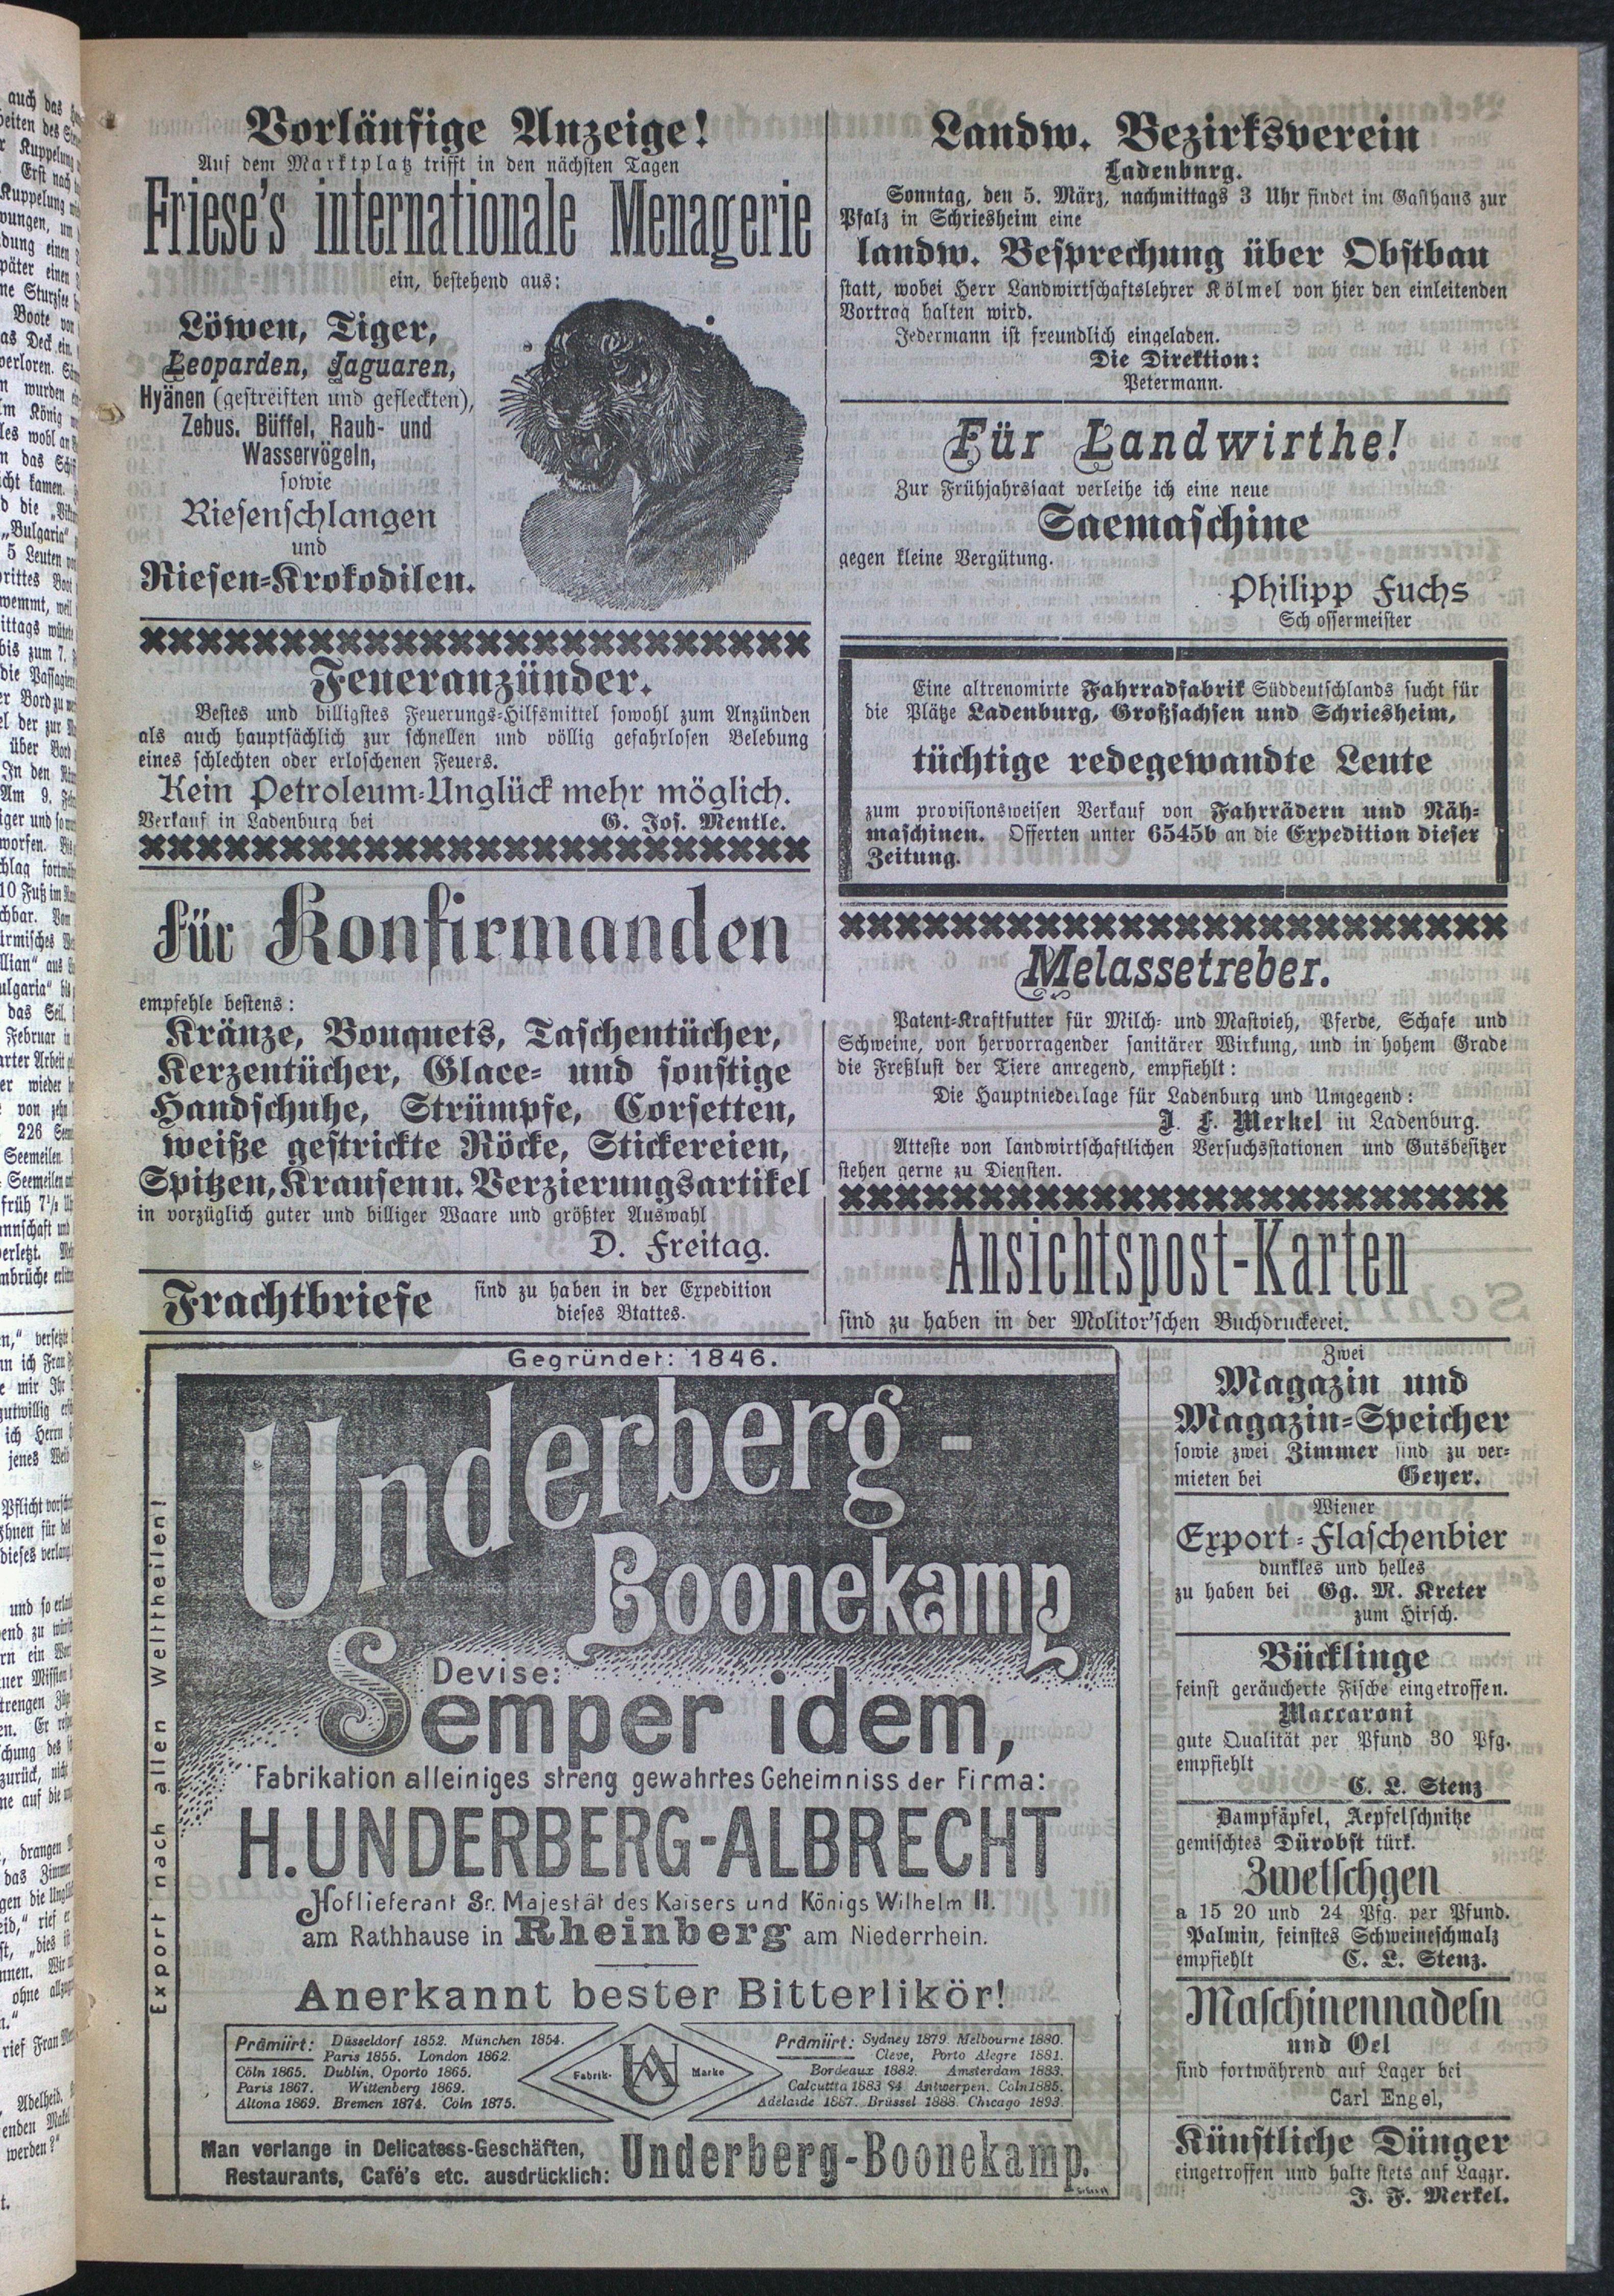 Vorläufige Anzeige!
Auf dem Marktplatz trifft in den nächsten Tagen
Friese's internationale Menagerie
ein, bestehend aus:
Löwen, Tiger,
Leoparden, Jaguaren,
Hyänen (gestreiften und gefleckten),
Zebus. Büffel, Raub- und
Wasservögeln,
sowie
Riesenschlangen
und
Riesen-Krokodilen.
Feueranzünder.
Bestes und billigstes Feuerungs-Hilfsmittel sowohl zum Anzünden
als auch hauptsächlich zur schnellen und völlig gefahrlosen Belebung
eines schlechten oder erloschenen Feuers.
Kein Petroleum-Unglück mehr möglich.
Verkauf in Ladenburg bei G. Jos. Mentle.
Für Konfirmanden
empfehle bestens:
Kränze, Bouquets, Taschentücher,
Kerzentücher, Glace- und sonstige
Handschuhe, Strümpfe, Corsetten,
weiße gestrickte Röcke, Stickereien,
Spitzen, Krausen u. Verzierungsartikel
in vorzüglich guter und billiger Waare und größter Auswahl
D. Freitag.
Frachtbriefe sind zu haben in der Expedition
dieses Blattes.
Landw. Bezirksverein
Ladenburg.
Sonntag, den 5. März, nachmittags 3 Uhr findet im Gasthaus zur
Pfalz in Schriesheim eine
landw. Besprechung über Obstbau
statt, wobei Herr Landwirtschaftslehrer Kölmel von hier den einleitenden
Vortrag halten wird.
Jedermann ist freundlich eingeladen.
Die Direktion:
Petermann.
Für Landwirthe!
Zur Frühjahrssaat verleihe ich eine neue
Saemaschine
gegen kleine Vergütung.
Philipp Fuchs
Sch ossermeister
Eine altrenomirte Fahrradfabrik Süddeutschlands sucht für
die Plätze Ladenburg, Großsachsen und Schriesheim,
tüchtige redegewandte Leute
zum provisionsweisen Verkauf von Fahrrädern und Näh-
maschinen. Offerten unter 6545b an die Expedition dieser
Zeitung.
Melassetreber.
Patent-Kraftfutter für Milch- und Mastvieh, Pferde, Schafe und
Schweine, von hervorragender sanitärer Wirkung, und in hohem Grade
die Freßlust der Tiere anregend, empfiehlt:
Die Hauptniederlage für Ladenburg und Umgegend:
J. F. Merkel in Ladenburg.
Atteste von landwirtschaftlichen Versuchsstationen und Gutsbesitzer
stehen gerne zu Diensten.
Ansichtspost-Karten
sind zu haben in der Molitor'schen Buchdruckerei.
Gegründet: 1846.
Export nach allen Welttheilen!
Underberg-
Boonekamp
Devise:
Semper idem,
Fabrikation alleiniges streng gewahrtes Geheimniss der Firma:
H. UNDERBERG-ALBRECHT
Hoflieferant Sr. Majestät des Kaisers und Königs Wilhelm II.
am Rathhause in Rheinberg am Niederrhein.
Anerkannt bester Bitterlikör!
Prämiirt: Düsseldorf 1852. München 1854.
Paris 1855. London 1862.
Cöln 1865. Dublin, Oporto 1865.
Paris 1867. Wittenberg 1869.
Altona 1869. Bremen 1874. Cöln 1875.
Fabrik- Marke
Prämiirt: Sydney 1879. Melbourne 1880.
Cleve, Porto Alegre 1881.
Bordeaux 1882. Amsterdam 1883.
Calcutta 1883 84 Antwerpen, Cöln 1885.
Adelaide 1887. Brüssel 1888. Chicago 1893.
Man verlange in Delicatess-Geschäften,
Restaurants, Café's etc. ausdrücklich: Underberg-Boonekamp.
Zwei
Magazin und
Magazin-Speicher
sowie zwei Zimmer sind zu ver-
mieten bei Geyer.
Wiener
Export-Flaschenbier
dunkles und helles
zu haben bei Gg. M. Kreter
zum Hirsch.
Bücklinge
feinst geräucherte Fische eingetroffen.
Maccaroni
gute Qualität per Pfund 30 Pfg.
empfiehlt
C. L. Stenz
Dampfäpfel, Aepfelschnitze
gemischtes Dürobst türk.
Zwetschgen
a 15 20 und 24 Pfg. per Pfund.
Palmin, feinstes Schweineschmalz
empfiehlt C. L. Stenz.
Maschinennadeln
und Oel
sind fortwährend auf Lager bei
Carl Engel,
Künstliche Dünger
eingetroffen und halte stets auf Lagzr.
J. F. Merkel.